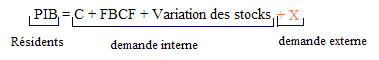 PIB = C + FBCF + Variation des stocks + X
Résidents demande interne demande externe